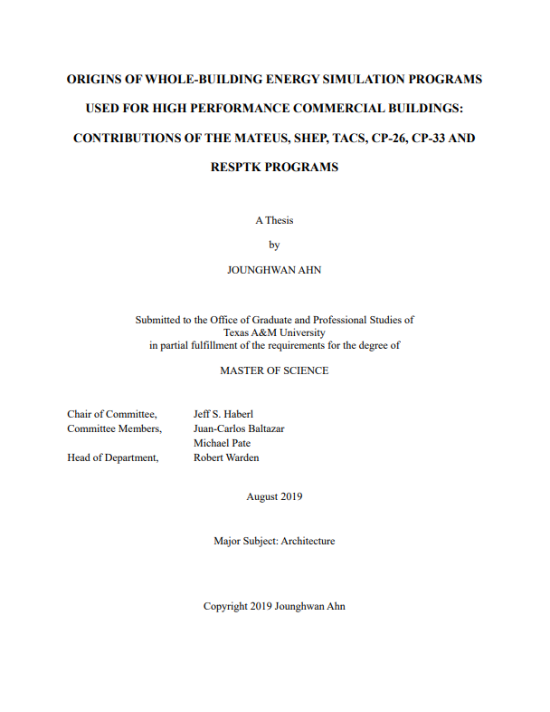 ORIGINS OF WHOLE-BUILDING ENERGY SIMULATION PROGRAMS
USED FOR HIGH PERFORMANCE COMMERCIAL BUILDINGS:
CONTRIBUTIONS OF THE MATEUS, SHEP, TACS, CP-26, CP-33 AND
RESPTK PROGRAMS
A Thesis
by
JOUNGHWAN AHN
Submitted to the Office of Graduate and Professional Studies of
Texas A&M University
in partial fulfillment of the requirements for the degree of
MASTER OF SCIENCE
Chair of Committee, Jeff S. Haberl
Committee Members, Juan-Carlos Baltazar
Michael Pate
Head of Department, Robert Warden
August 2019
Major Subject: Architecture
Copyright 2019 Jounghwan Ahn